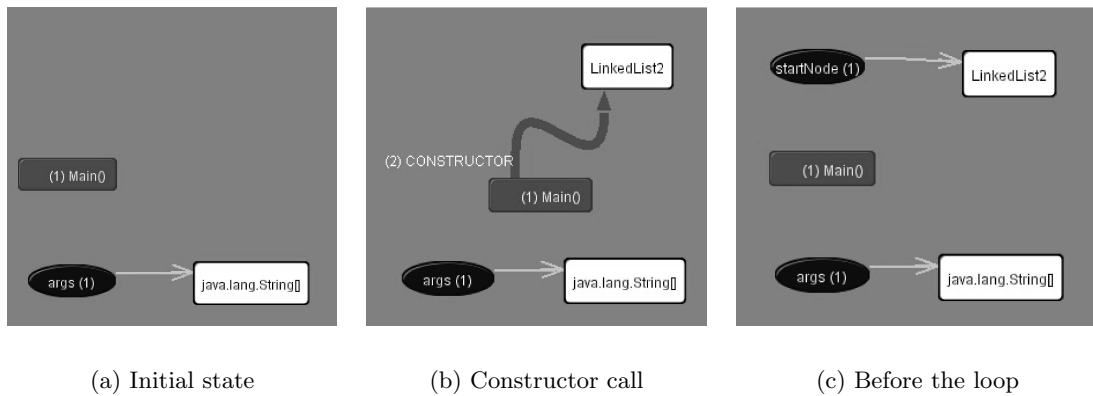 (1) Main()
args (1)
java.lang.String[]
(a) Initial state
LinkedList2
(2) CONSTRUCTOR
(1) Main()
args (1)
java.lang.String[]
(b) Constructor call
startNode (1)
LinkedList2
(1) Main()
args (1)
java.lang.String[]
(c) Before the loop